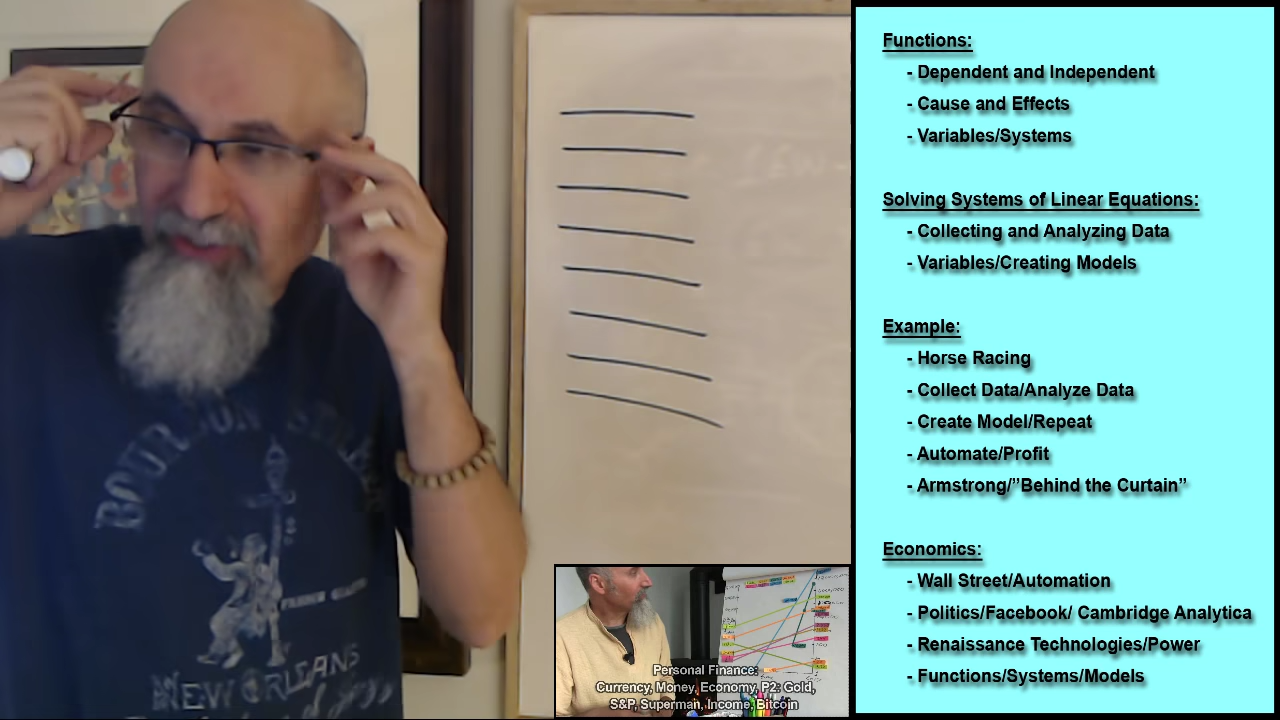 Functions:
- Dependent and Independent
- Cause and Effects
- Variables/Systems
Solving Systems of Linear Equations:
- Collecting and Analyzing Data
- Variables/Creating Models
Example:
- Horse Racing
- Collect Data/Analyze Data
- Create Model/Repeat
- Automate/Profit
- Armstrong/”Behind the Curtain”
Economics:
- Wall Street/Automation
- Politics/Facebook/ Cambridge Analytica
- Renaissance Technologies/Power
- Functions/Systems/Models
NEW ORLEANS
Personal Finance:
Currency, Money, Economy, P2: Gold,
S&P, Superman, Income, Bitcoin